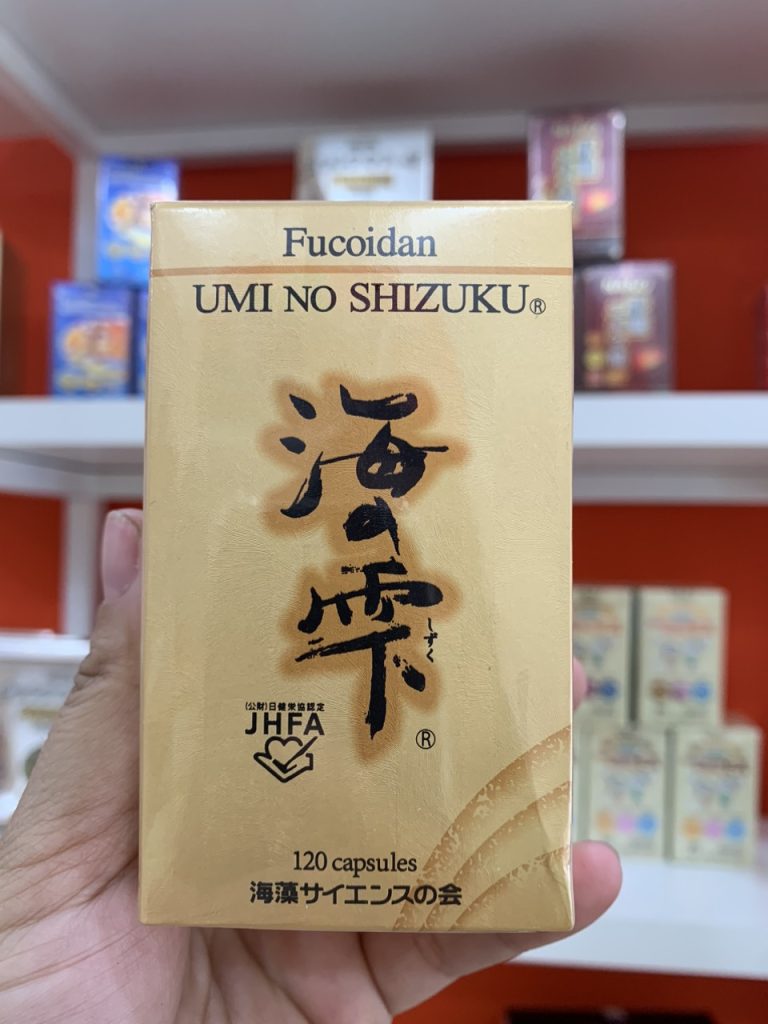 Fucoidan
UMI NO SHIZUKU®
海の雫
しずく
®
(公財)日健栄協認定
JHFA
120 capsules
海藻サイエンスの会